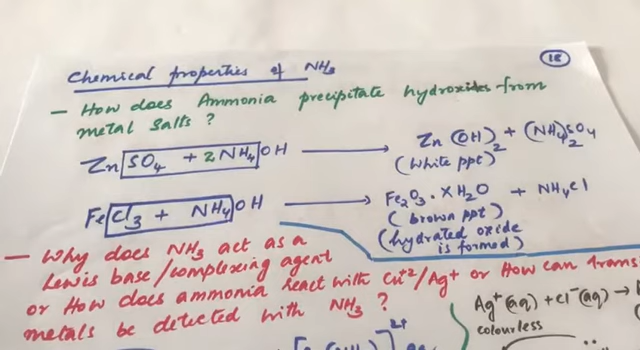 18
Chemical properties of NH3
— How does Ammonia precipitate hydroxides from
metal salts ?
ZnSO4 + 2NH4OH ⟶ Zn(OH)2 + (NH4)2SO4
(White ppt)
FeCl3 + NH4OH ⟶ Fe2O3·XH2O + NH4Cl
(brown ppt)
(hydrated oxide
is formed)
— Why does NH3 act as a
Lewis base/complexing agent
or How does ammonia react with Cu+2/Ag+ or How can
metals be detected with NH3 ?
Ag+(aq) + Cl-(aq) →
colourless
]2+